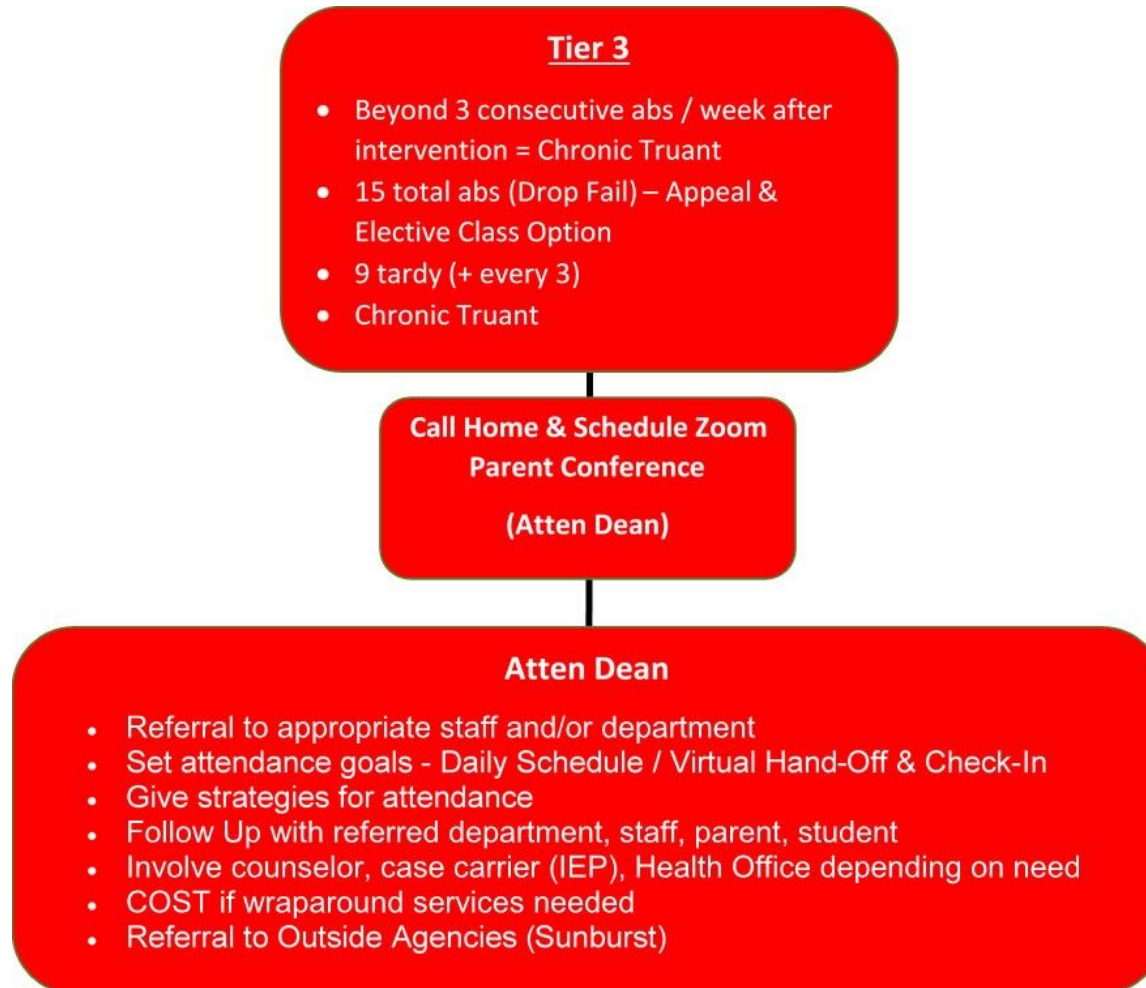 Tier 3
• Beyond 3 consecutive abs / week after
intervention = Chronic Truant
• 15 total abs (Drop Fail) – Appeal &
Elective Class Option
• 9 tardy (+ every 3)
• Chronic Truant
Call Home & Schedule Zoom
Parent Conference
(Atten Dean)
Atten Dean
• Referral to appropriate staff and/or department
• Set attendance goals - Daily Schedule / Virtual Hand-Off & Check-In
• Give strategies for attendance
• Follow Up with referred department, staff, parent, student
• Involve counselor, case carrier (IEP), Health Office depending on need
• COST if wraparound services needed
• Referral to Outside Agencies (Sunburst)